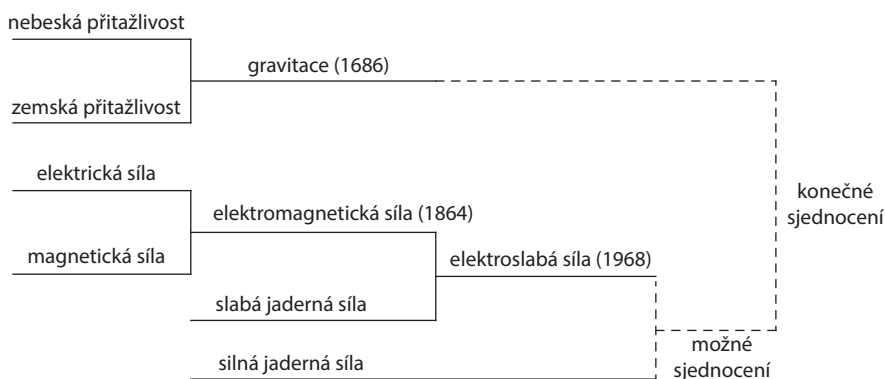 nebeská přitažlivost
gravitace (1686)
zemská přitažlivost
elektrická síla
konečné
sjednocení
elektromagnetická síla (1864)
magnetická síla
elektroslabá síla (1968)
slabá jaderná síla
možné
sjednocení
silná jaderná síla